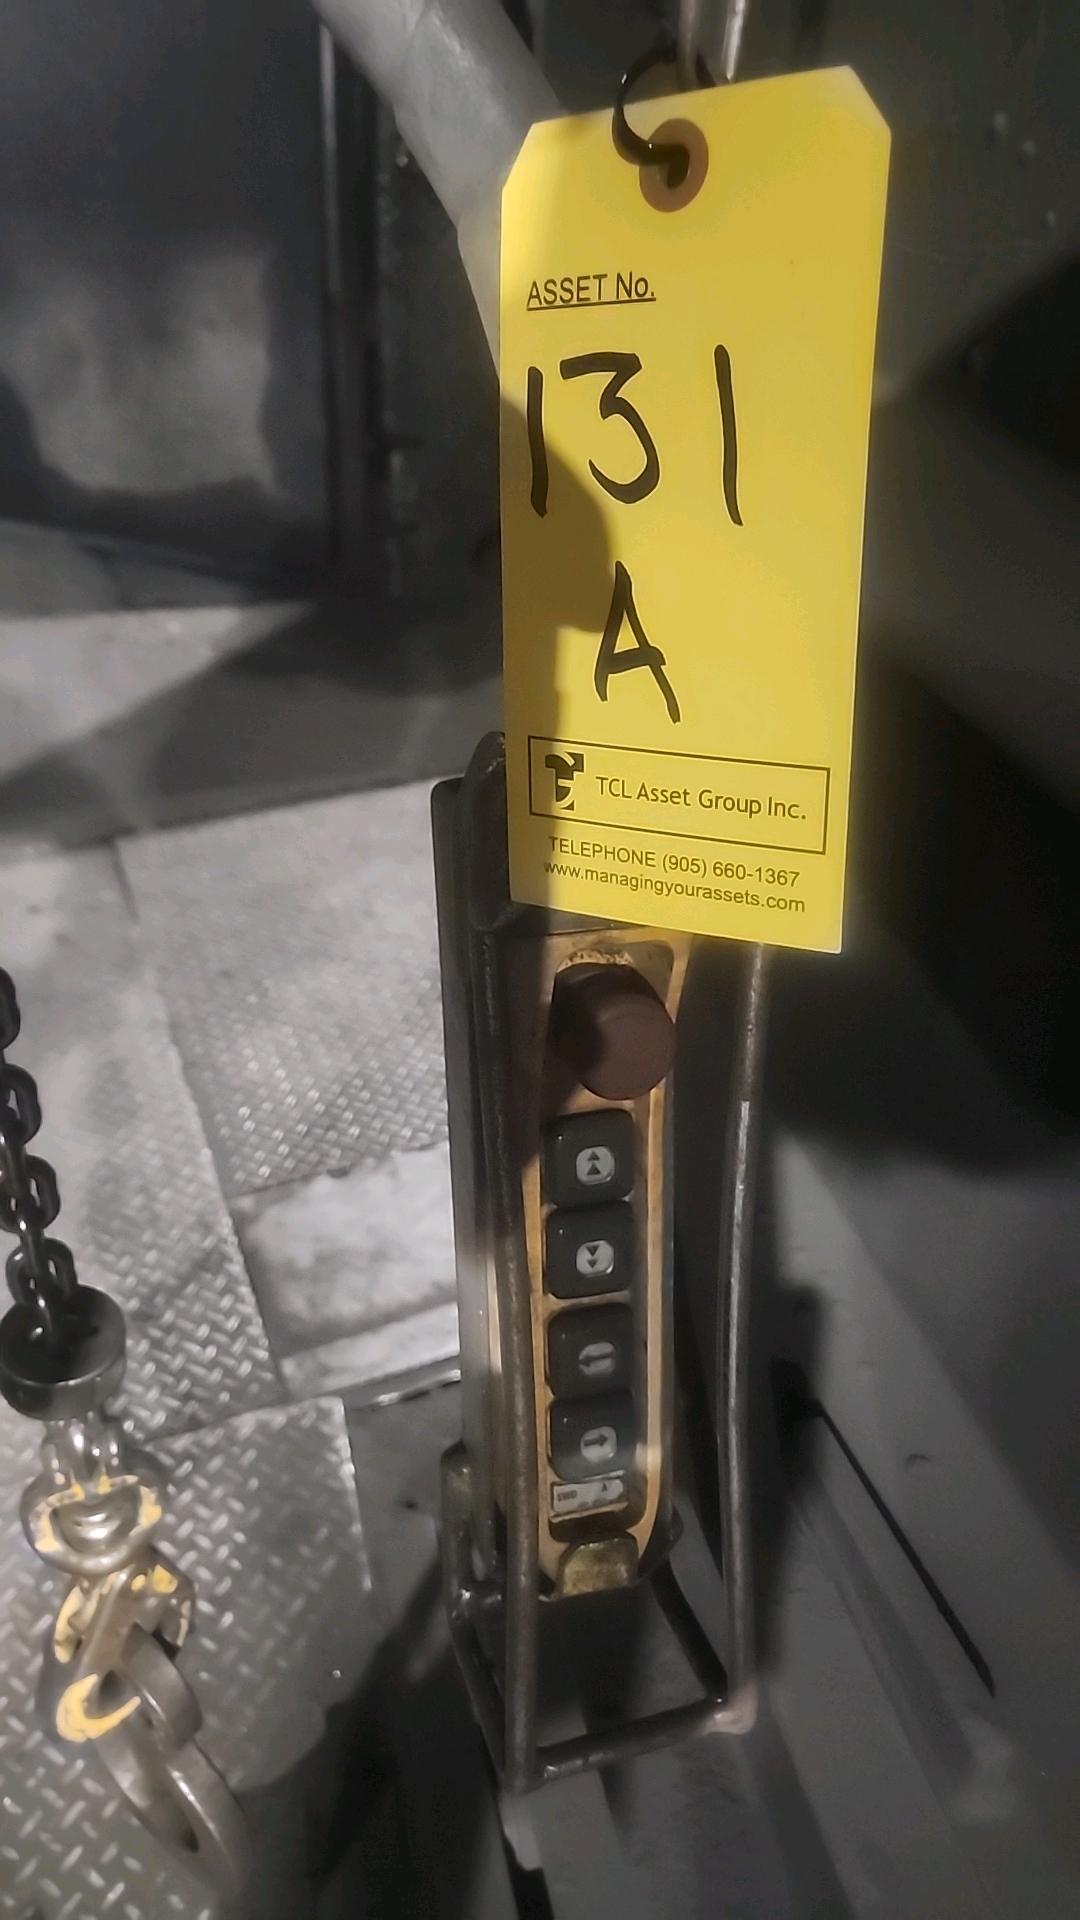 ASSET No.
131
A
TCL Asset Group Inc.
TELEPHONE (905) 660-1367
www.managingyourassets.com